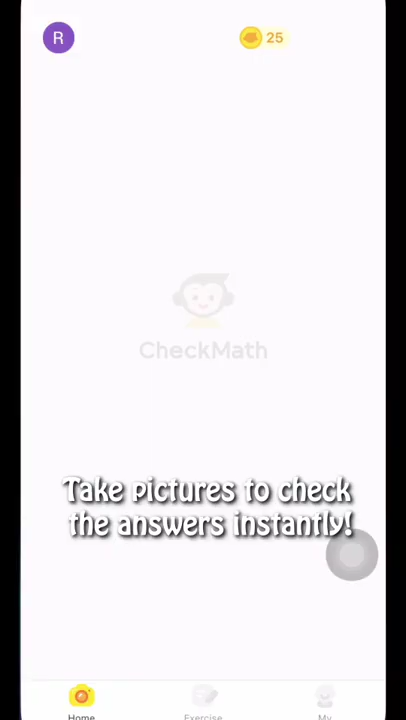 R
25
CheckMath
Take pictures to check
the answers instantly!
Home
Exercise
My